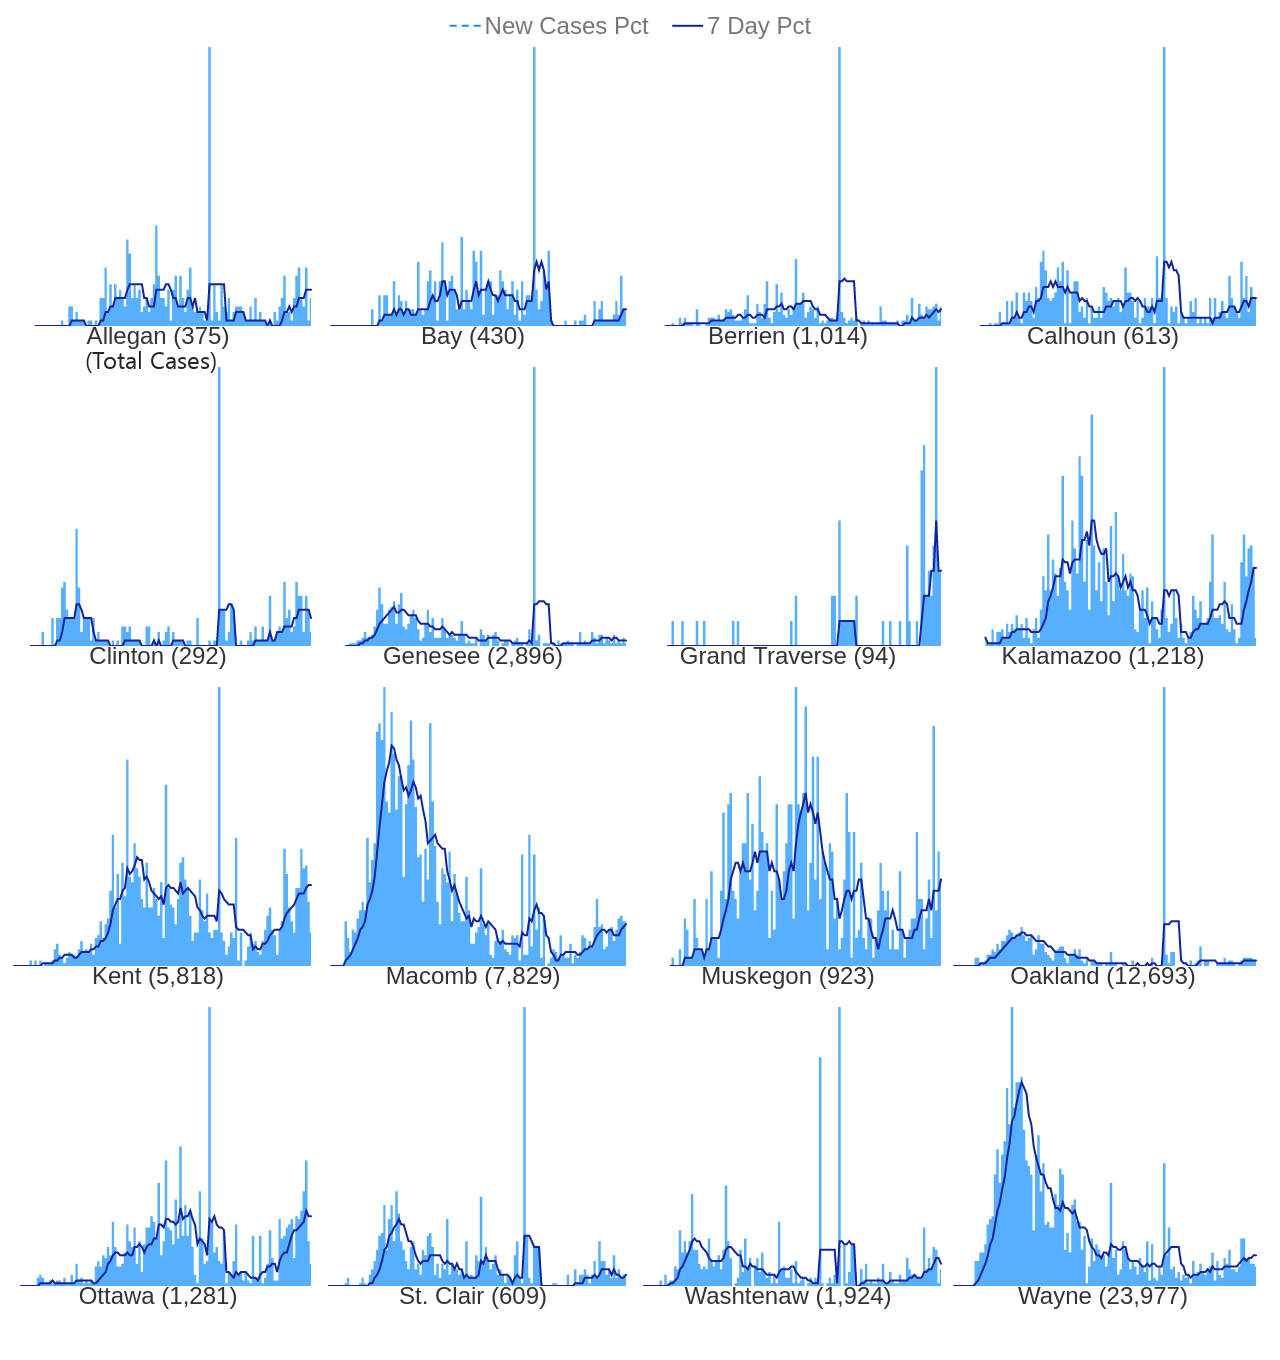 New Cases Pct 7 Day Pct
Allegan (375) Bay (430) Berrien (1,014) Calhoun (613)
(Total Cases)
Clinton (292) Genesee (2,896) Grand Traverse (94) Kalamazoo (1,218)
Kent (5,818) Macomb (7,829) Muskegon (923) Oakland (12,693)
Ottawa (1,281) St. Clair (609) Washtenaw (1,924) Wayne (23,977)